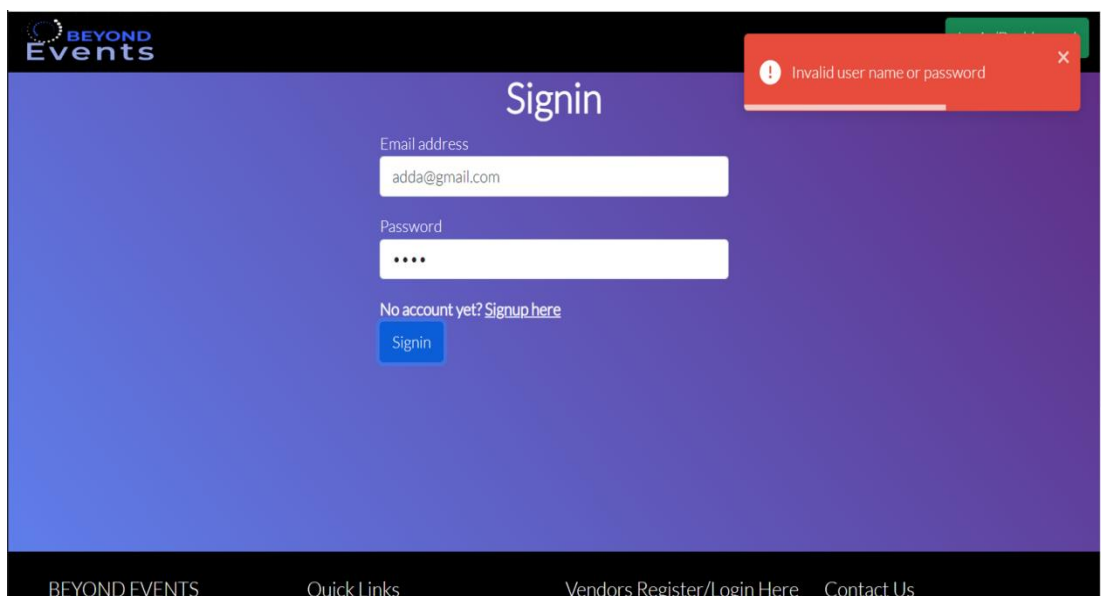 BEYOND
Events
Invalid user name or password
Signin
Email address
adda@gmail.com
Password
No account yet? Signup here
Signin
BEYOND EVENTS
Quick Links
Vendors Register/Login Here
Contact Us